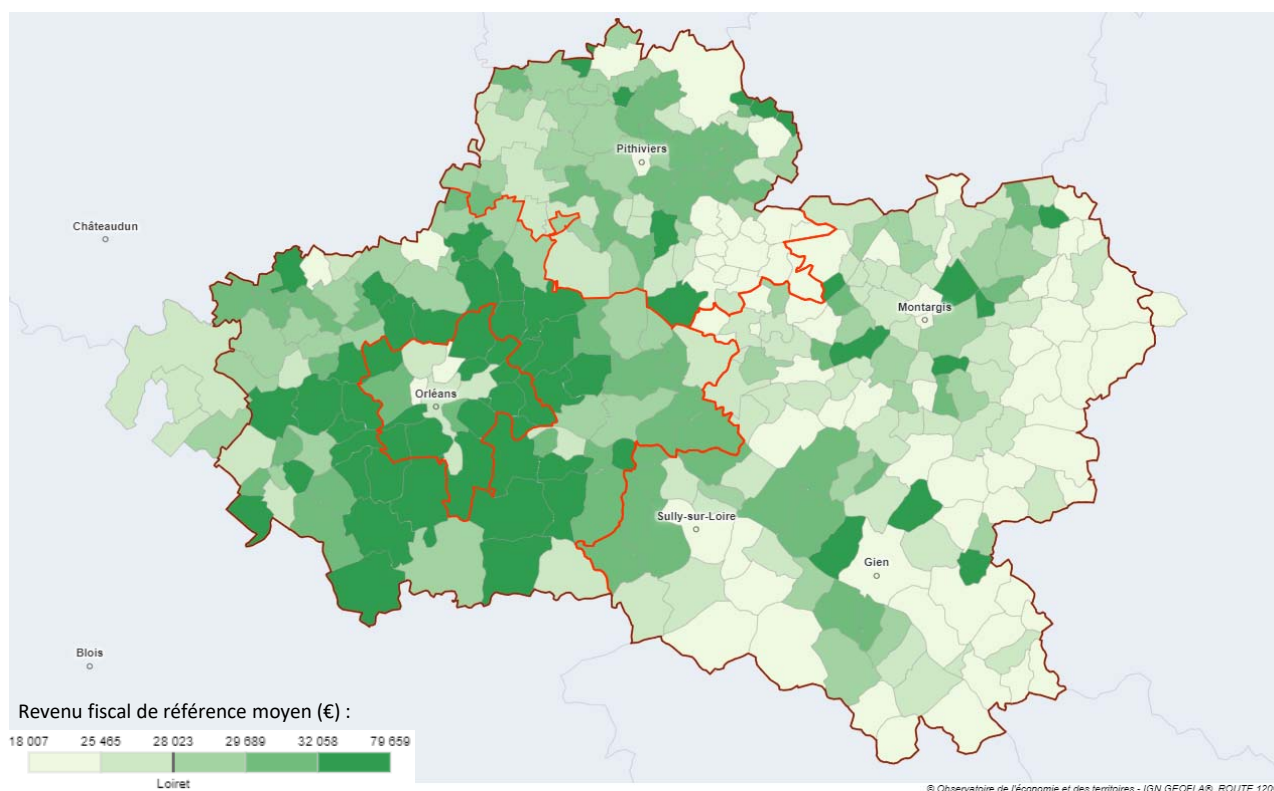 Pithiviers
Châteaudun
Montargis
Orléans
Sully-sur-Loire
Gien
Blois
Revenu fiscal de référence moyen (€) :
18 007 25 465 28 023 29 689 32 058 79 659
Loiret
© Observatoire de l'économie et des territoires - IGN GEOFLA®, ROUTE 120